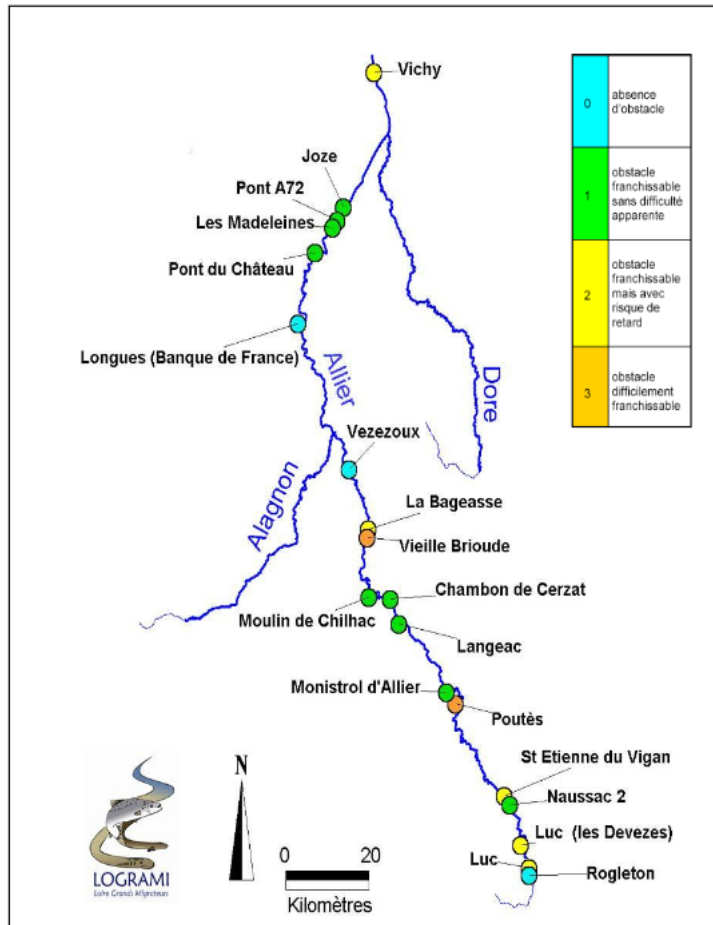 Vichy
0
absence
d'obstacle
1
obstacle
franchissable
sans difficulté
apparente
2
obstacle
franchissable
mais avec
risque de
retard
3
obstacle
difficilement
franchissable
Joze
Pont A72
Les Madeleines
Pont du Château
Longues (Banque de France)
Allier
Dore
Vezezoux
Alagnon
La Bageasse
Vieille Brioude
Chambon de Cerzat
Moulin de Chilhac
Langeac
Monistrol d'Allier
Poutès
St Etienne du Vigan
Naussac 2
Luc (les Devezes)
Luc
Rogleton
N
0 20
Kilomètres
LOGRAMI
Loire Grands Migrateurs